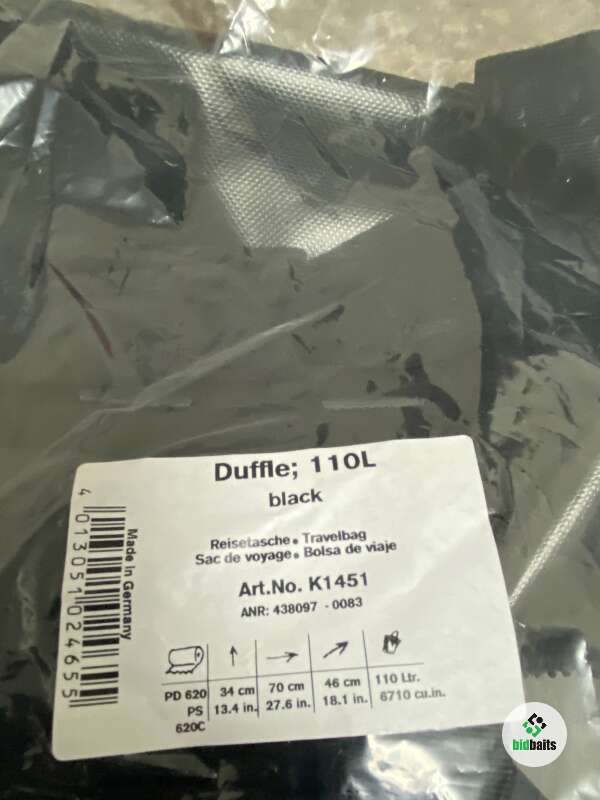 Duffle; 110L
black
Reisetasche • Travelbag
Sac de voyage • Bolsa de viaje
Art.No. K1451
ANR: 438097 - 0083
Made in Germany
4 013051 024655
PD 620 34 cm 70 cm 46 cm 110 Ltr.
PS 13.4 in. 27.6 in. 18.1 in. 6710 cu.in.
620C
bidbaits